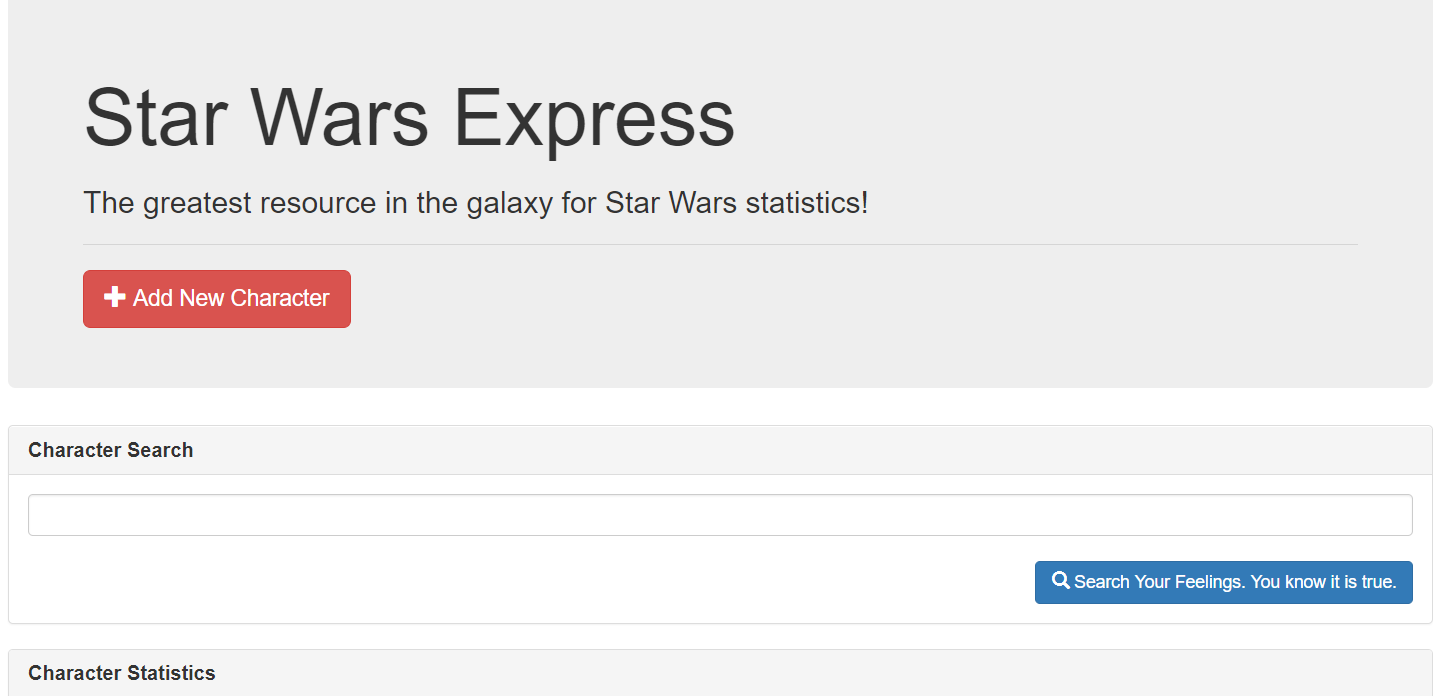 Star Wars Express
The greatest resource in the galaxy for Star Wars statistics!
Add New Character
Character Search
Search Your Feelings. You know it is true.
Character Statistics